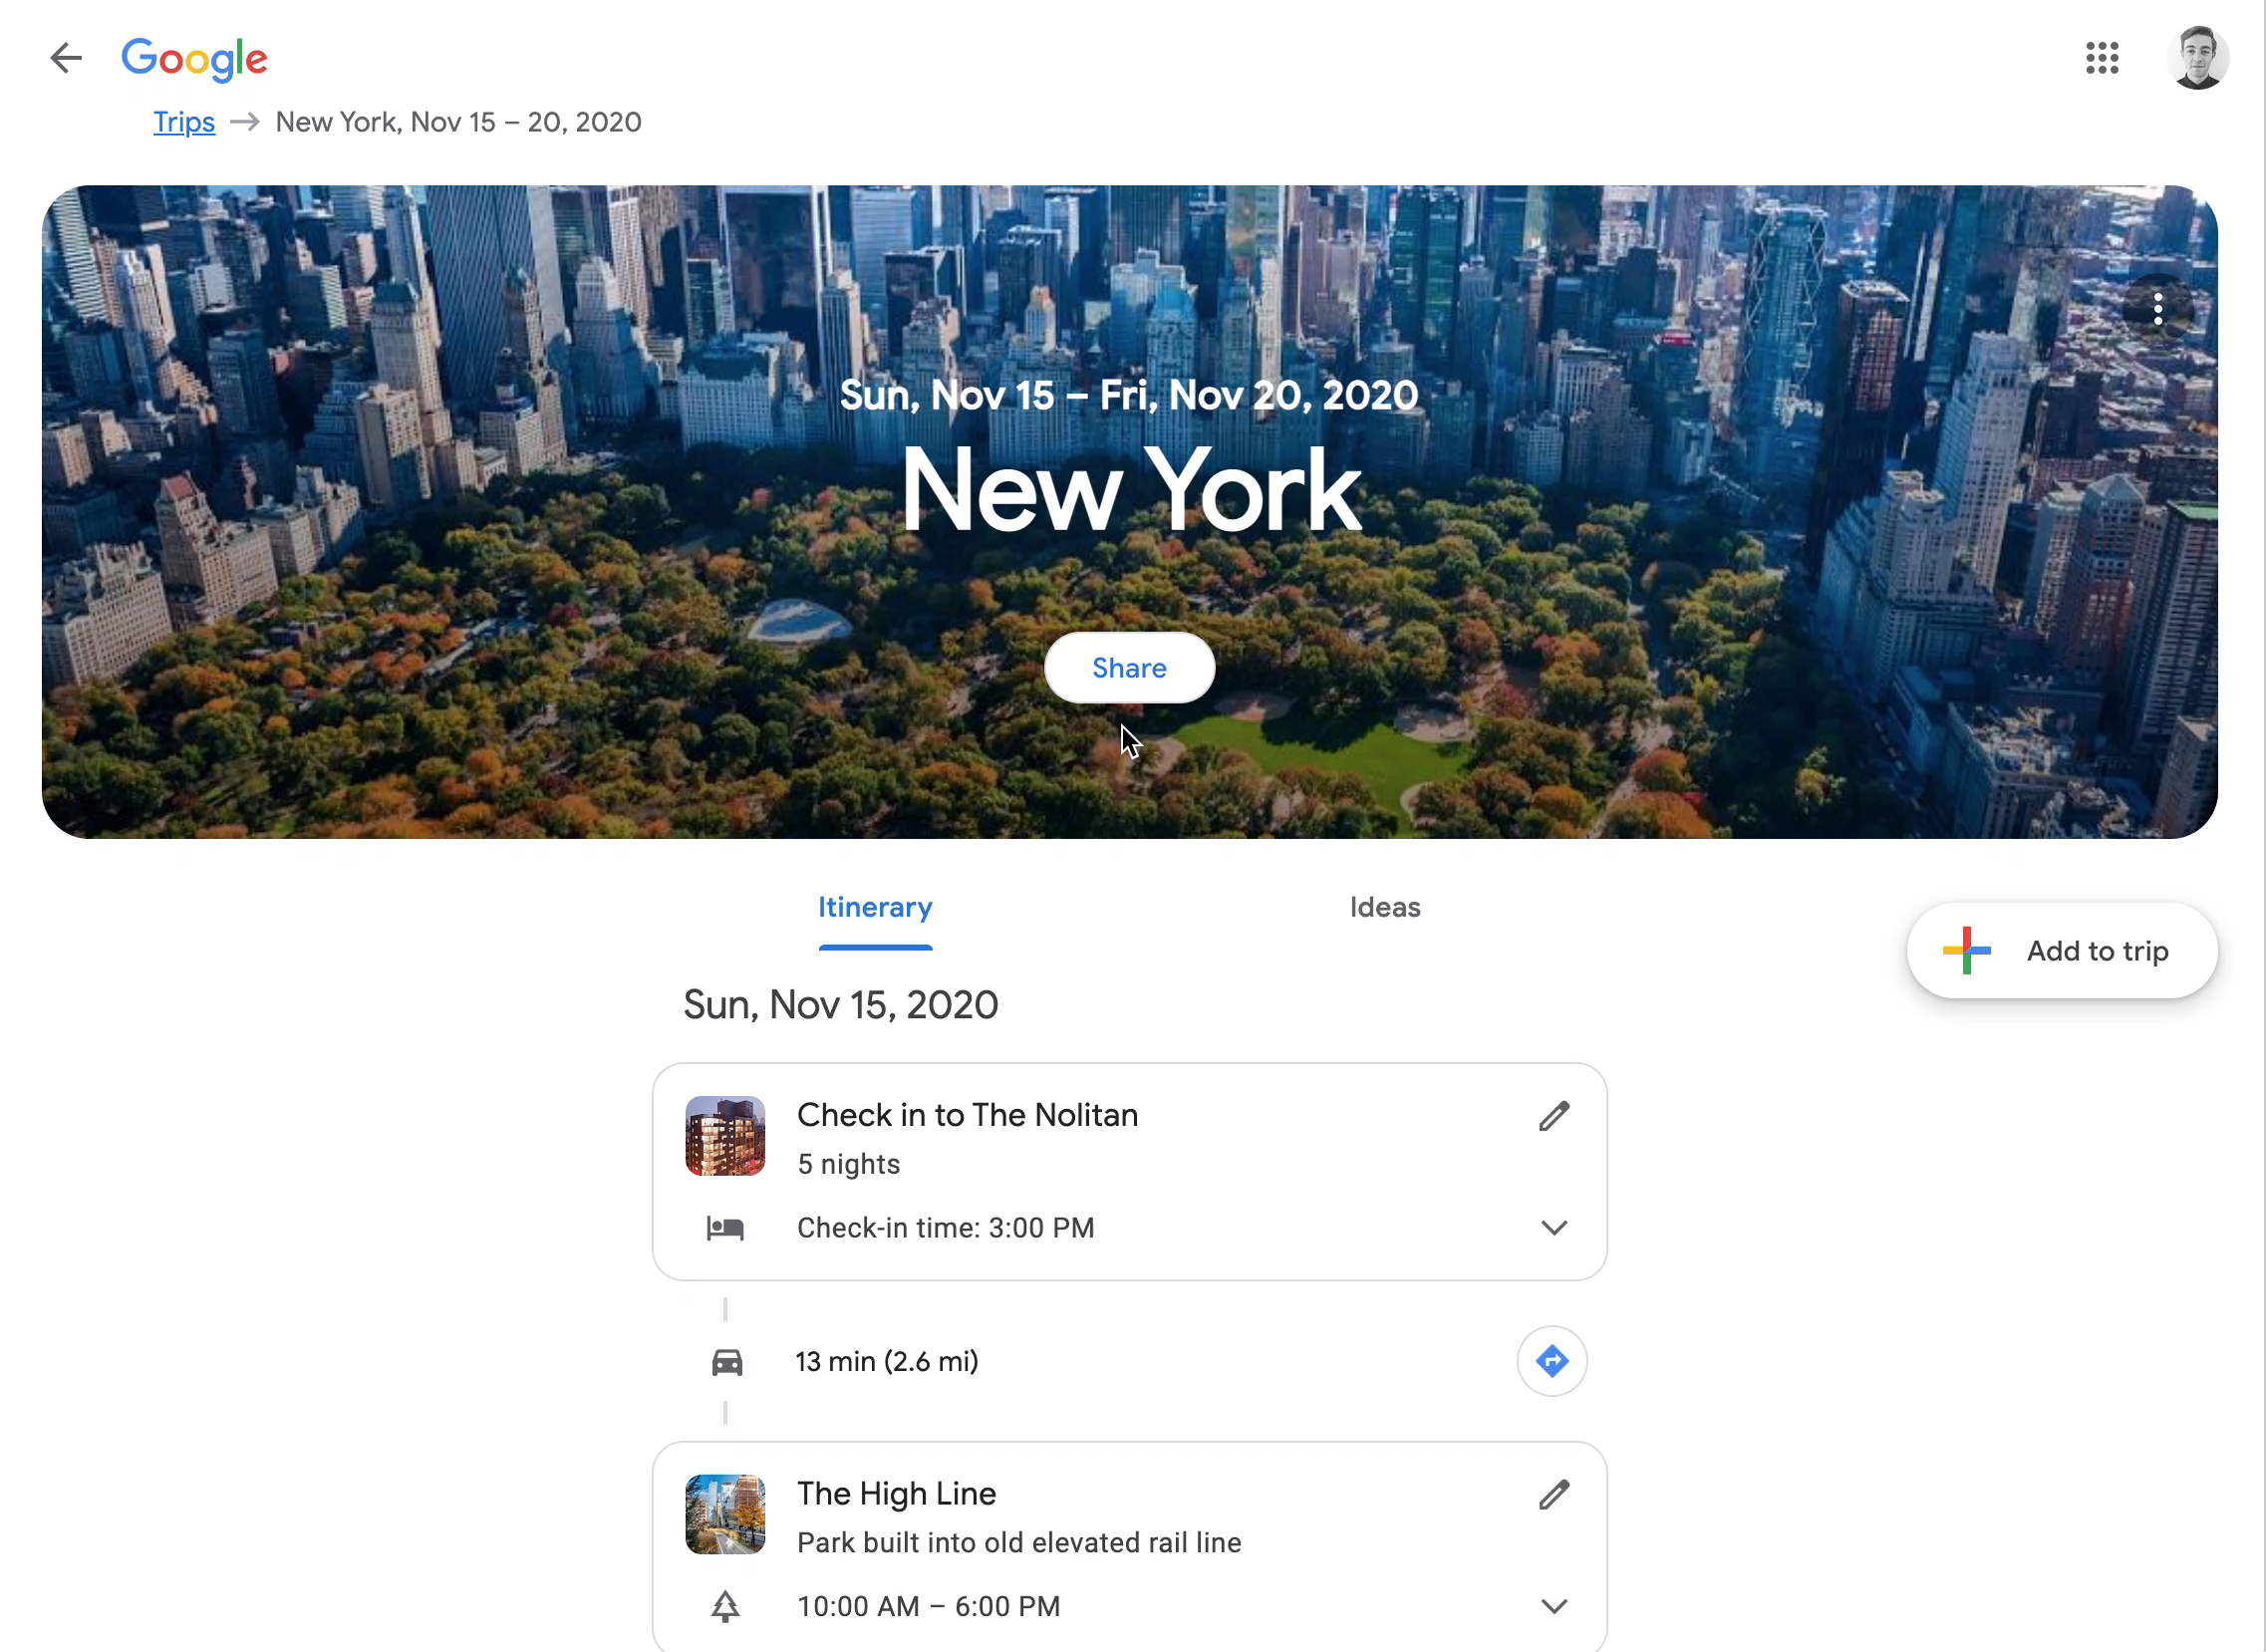 Google
Trips → New York, Nov 15 – 20, 2020
Sun, Nov 15 – Fri, Nov 20, 2020
New York
Share
Itinerary
Ideas
Add to trip
Sun, Nov 15, 2020
Check in to The Nolitan
5 nights
Check-in time: 3:00 PM
13 min (2.6 mi)
The High Line
Park built into old elevated rail line
10:00 AM – 6:00 PM